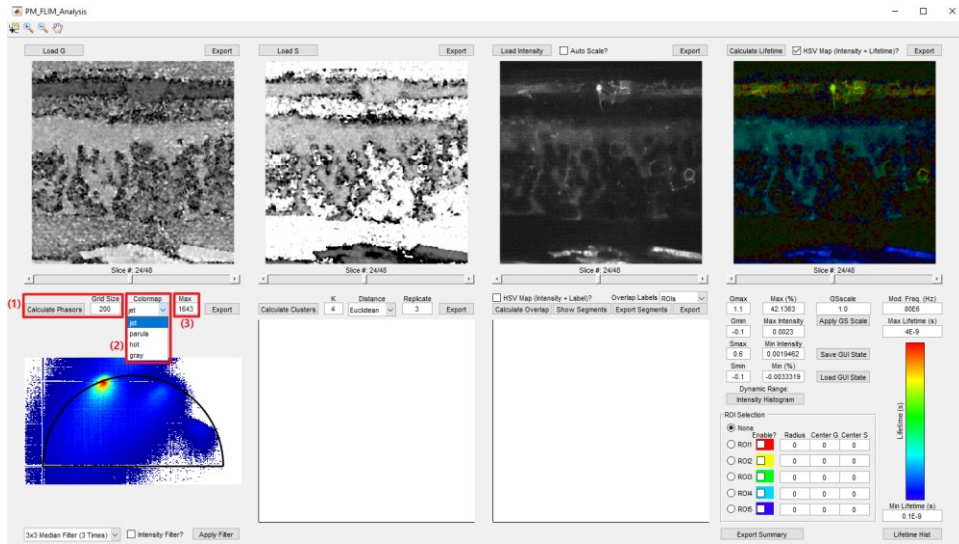 PM_FLIM_Analysis
Load G Export
Load S Export
Load Intensity Auto Scale? Export
Calculate Lifetime HSV Map (Intensity + Lifetime)? Export
Slice #: 24/48
Slice #: 24/48
Slice #: 24/48
Slice #: 24/48
(1) Calculate Phasors Grid Size 200
Colormap
jet
jet
parula
hot
gray
(2)
Max
1643
(3)
Export
K Distance Replicate
Calculate Clusters 4 Euclidean 3 Export
HSV Map (Intensity + Label)? Overlap Labels ROIs
Calculate Overlap Show Segments Export Segments Export
Gmax Max (%) GSscale Mod. Freq. (Hz)
1.1 42.1363 1.0 80E6
Gmin Max Intensity Apply GS Scale Max Lifetime (s)
-0.1 0.0023 4E-9
Smax Min Intensity
0.6 0.0019462 Save GUI State
Smin Min (%)
-0.1 -0.0033319 Load GUI State
Dynamic Range:
Intensity Histogram
ROI Selection
None
Enable? Radius Center G Center S
ROI1 0 0 0
ROI2 0 0 0
ROI3 0 0 0
ROI4 0 0 0
ROI5 0 0 0
Lifetime (s)
Min Lifetime (s)
0.1E-9
3x3 Median Filter (3 Times) Intensity Filter? Apply Filter
Export Summary Lifetime Hist